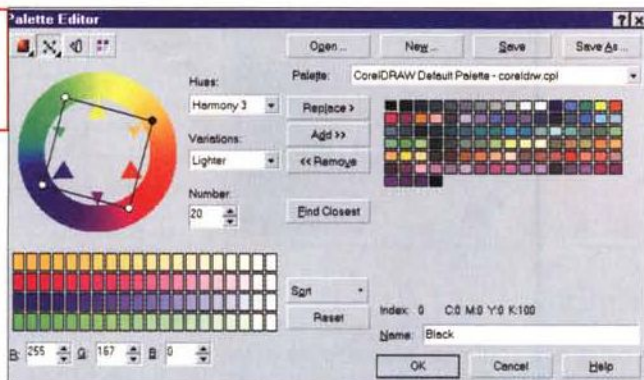 Palette Editor
Open... New... Save Save As...
Hues: Palette: CorelDRAW Default Palette - coreldrw.cpl
Harmony 3 Replace >
Variations: Add >>
Lighter << Remove
Number:
20 Find Closest
Sort
Reset Index: 0 C:0 M:0 Y:0 K:100
Name: Black
R: 255 G: 167 B: 0
OK Cancel Help